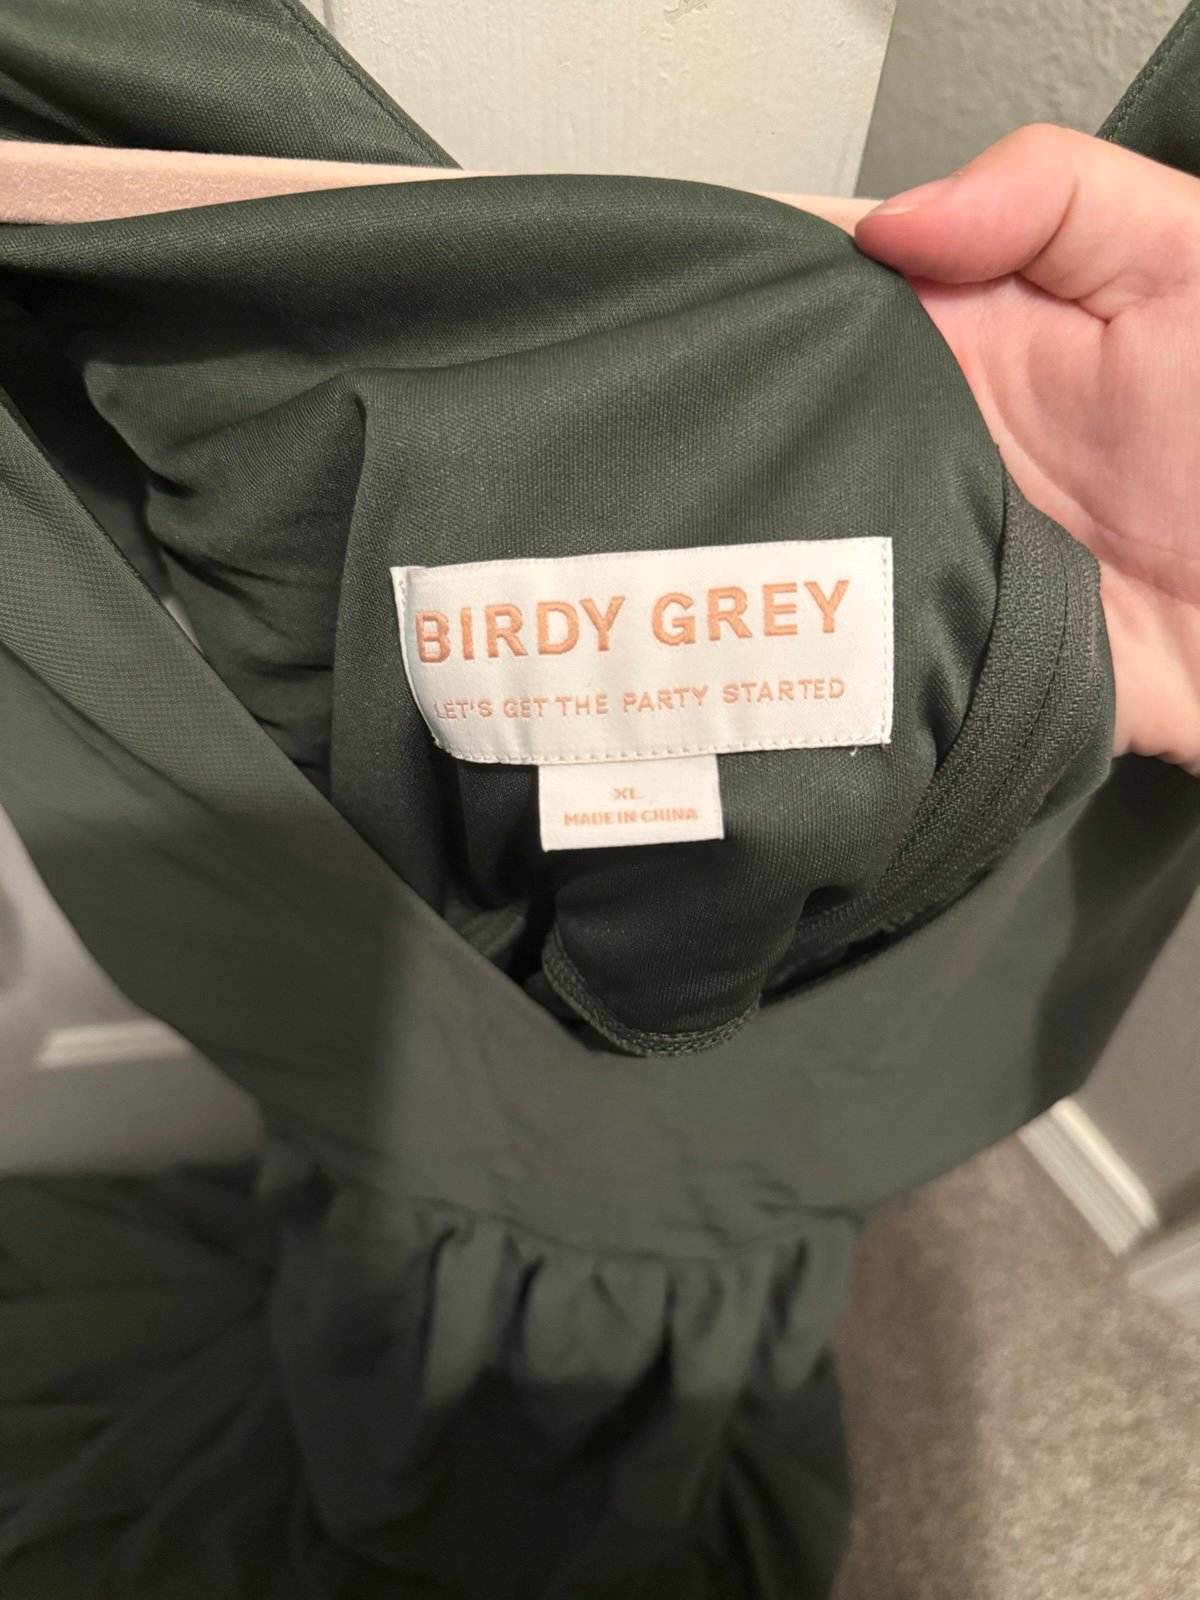 BIRDY GREY
LET'S GET THE PARTY STARTED
XL
MADE IN CHINA